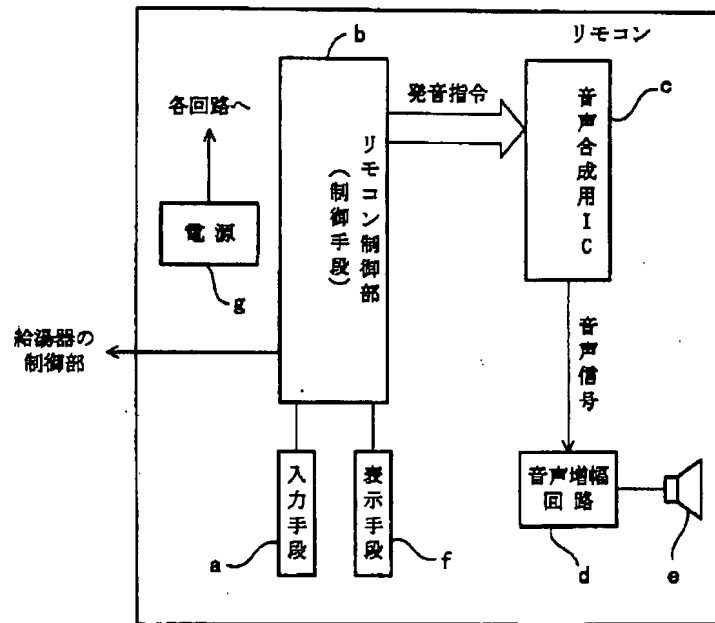 リモコン
b
発音指令
c
各回路へ
リモコン制御部
(制御手段)
音声合成用IC
電源
g
給湯器の
制御部
音声信号
入力手段
表示手段
音声増幅
回路
a
f
d
e